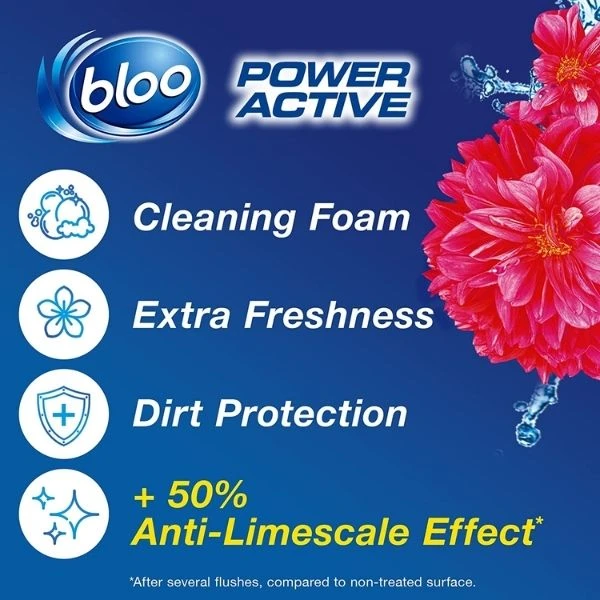 bloo
POWER
ACTIVE
Cleaning Foam
Extra Freshness
Dirt Protection
+ 50%
Anti-Limescale Effect*
*After several flushes, compared to non-treated surface.